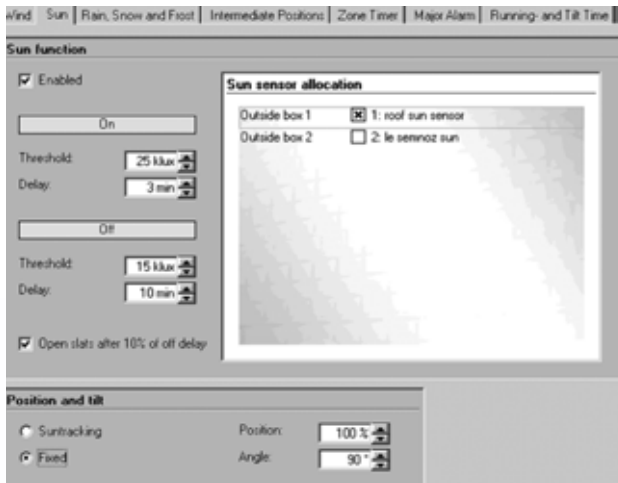 Wind Sun Rain, Snow and Frost Intermediate Positions Zone Timer Major Alarm Running- and Tilt Time
Sun function
Enabled
Sun sensor allocation
On
Outside box 1 1: roof sun sensor
Outside box 2 2: le semnoz sun
Threshold: 25 klux
Delay: 3 min
Off
Threshold: 15 klux
Delay: 10 min
Open slats after 10% of off delay
Position and tilt
Suntracking Position: 100 %
Fixed Angle: 90 °